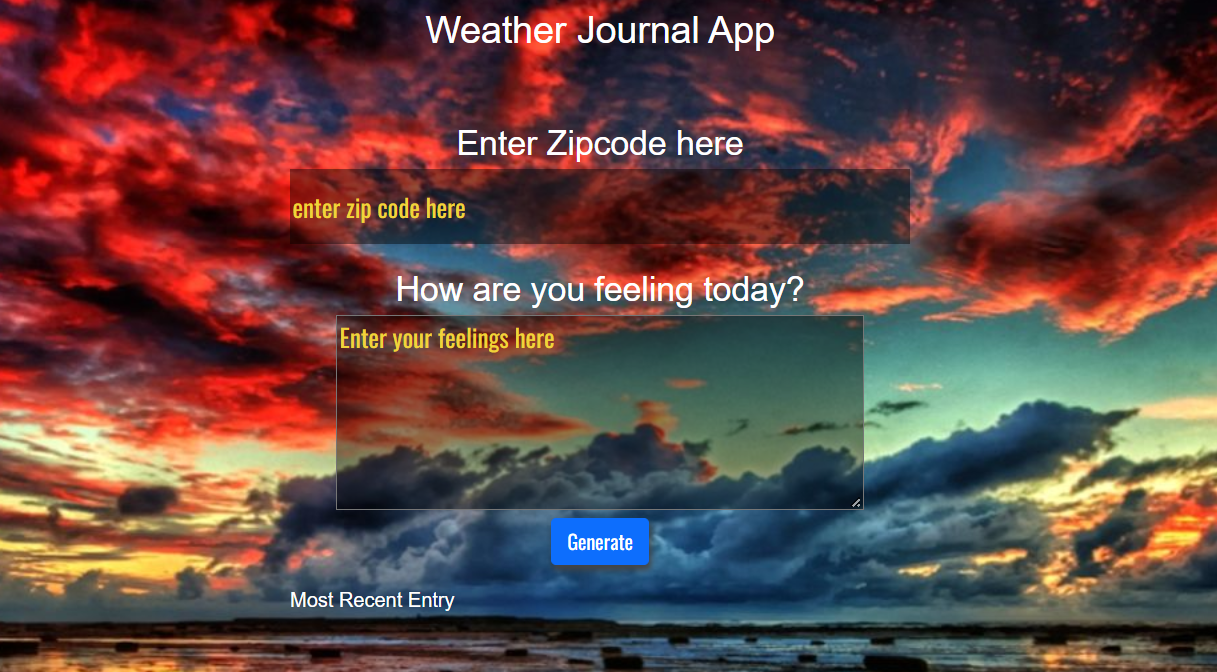 Weather Journal App
Enter Zipcode here
enter zip code here
How are you feeling today?
Enter your feelings here
Generate
Most Recent Entry